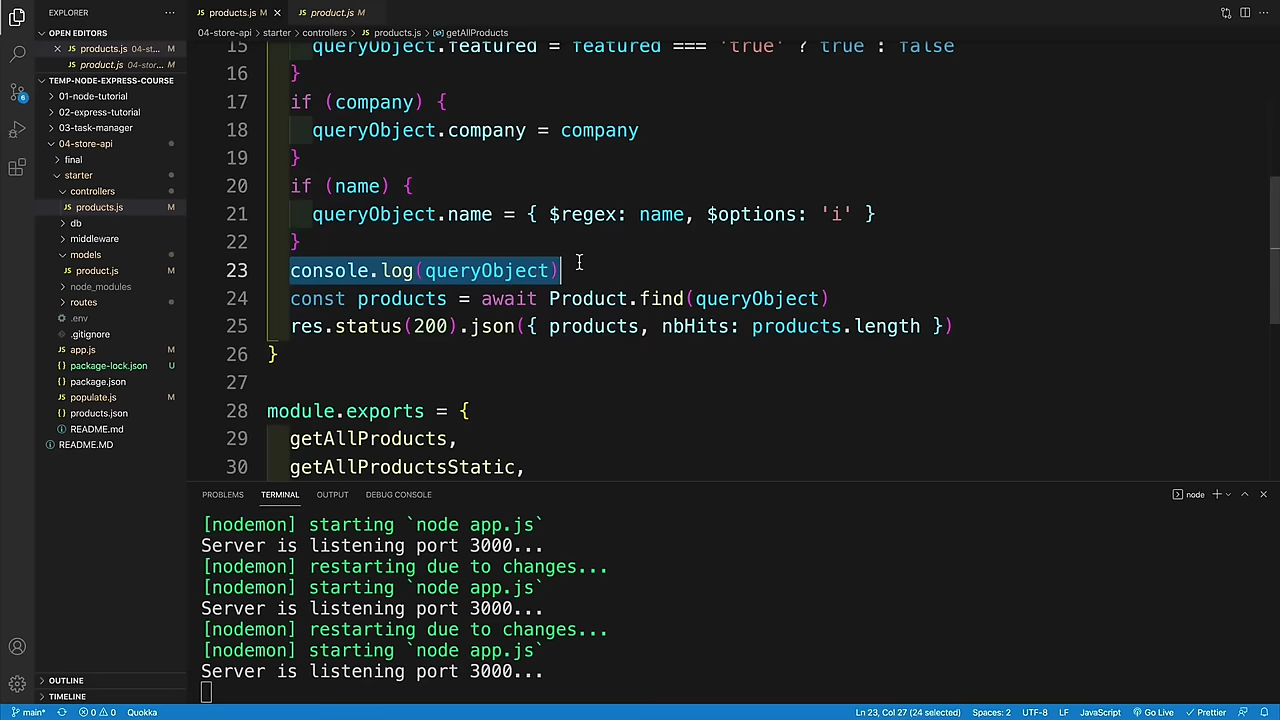 EXPLORER
···
OPEN EDITORS
products.js 04-st... M
product.js 04-stor... M
TEMP-NODE-EXPRESS-COURSE
01-node-tutorial
02-express-tutorial
03-task-manager
04-store-api
final
starter
controllers
products.js M
db
middleware
models
product.js M
node_modules
routes
.env
.gitignore
app.js M
package-lock.json U
package.json
populate.js M
products.json
README.md
README.MD
OUTLINE
TIMELINE
products.js M
product.js M
04-store-api > starter > controllers > products.js > getAllProducts
15 queryObject.featured = featured === 'true' ? true : false
16 }
17 if (company) {
18 queryObject.company = company
19 }
20 if (name) {
21 queryObject.name = { $regex: name, $options: 'i' }
22 }
23 console.log(queryObject)
24 const products = await Product.find(queryObject)
25 res.status(200).json({ products, nbHits: products.length })
26 }
27
28 module.exports = {
29 getAllProducts,
30 getAllProductsStatic,
PROBLEMS TERMINAL OUTPUT DEBUG CONSOLE
node
[nodemon] starting `node app.js`
Server is listening port 3000...
[nodemon] restarting due to changes...
[nodemon] starting `node app.js`
Server is listening port 3000...
[nodemon] restarting due to changes...
[nodemon] starting `node app.js`
Server is listening port 3000...
main* 0 0 Quokka
Ln 23, Col 27 (24 selected) Spaces: 2 UTF-8 LF JavaScript Go Live Prettier